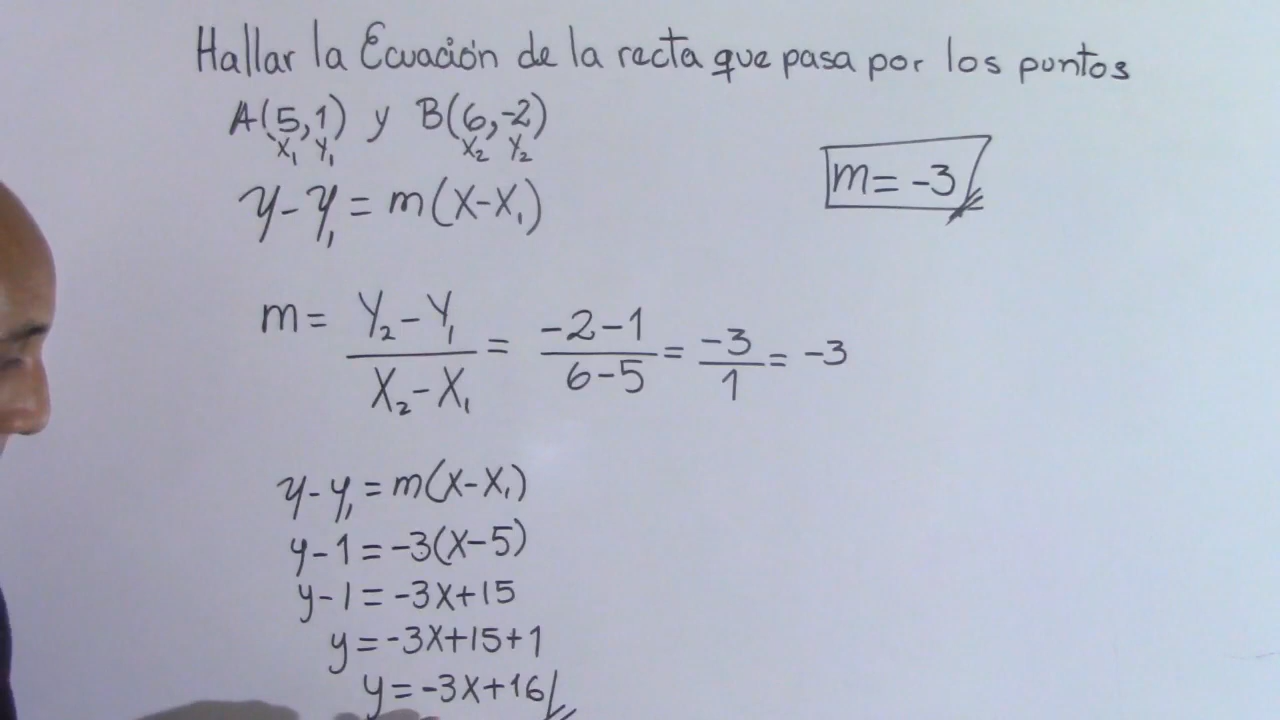 Hallar la Ecuación de la recta que pasa por los puntos
A(5,1) y B(6,-2)
X₁ Y₁ X₂ Y₂
m = -3
y - y₁ = m(X-X₁)
m = Y₂-Y₁/X₂-X₁ = -2-1/6-5 = -3/1 = -3
y - y₁ = m(X-X₁)
y - 1 = -3(X-5)
y - 1 = -3X+15
y = -3X+15+1
y = -3X+16